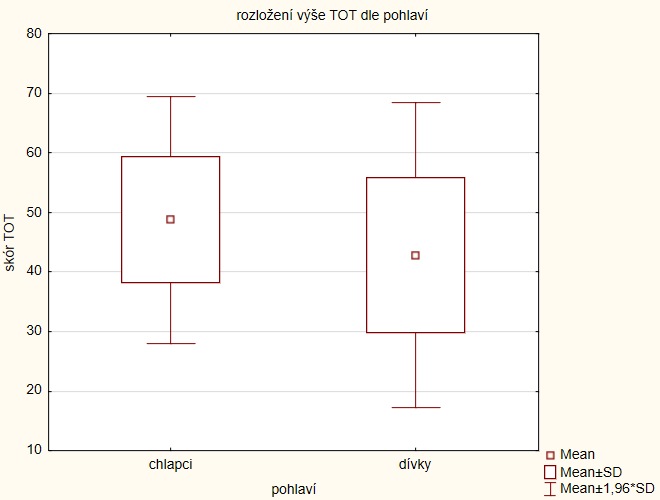 rozložení výše TOT dle pohlaví
80
70
60
50
40
30
20
10
skór TOT
chlapci dívky
pohlaví
Mean
Mean±SD
Mean±1,96*SD